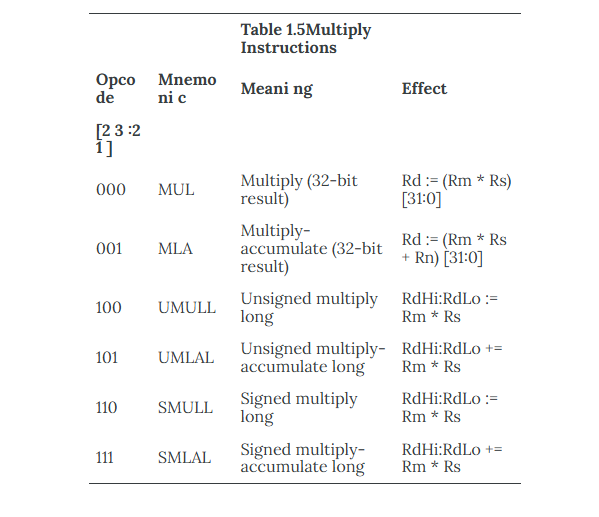 Table 1.5Multiply
Instructions
Opco
de
Mnemo
ni c
Meani ng
Effect
[2 3 :2
1 ]
000
MUL
Multiply (32-bit
result)
Rd := (Rm * Rs)
[31:0]
001
MLA
Multiply-
accumulate (32-bit
result)
Rd := (Rm * Rs
+ Rn) [31:0]
100
UMULL
Unsigned multiply
long
RdHi:RdLo :=
Rm * Rs
101
UMLAL
Unsigned multiply-
accumulate long
RdHi:RdLo +=
Rm * Rs
110
SMULL
Signed multiply
long
RdHi:RdLo :=
Rm * Rs
111
SMLAL
Signed multiply-
accumulate long
RdHi:RdLo +=
Rm * Rs